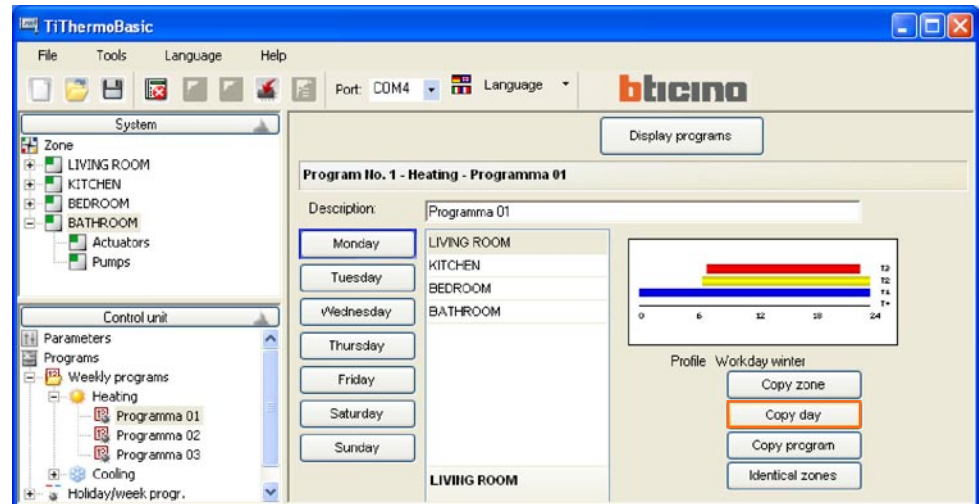 TiThermoBasic
File Tools Language Help
Port: COM4 Language bticino
System
Zone
LIVING ROOM
KITCHEN
BEDROOM
BATHROOM
Actuators
Pumps
Control unit
Parameters
Programs
Weekly programs
Heating
Programma 01
Programma 02
Programma 03
Cooling
Holiday/week progr.
Display programs
Program No. 1 - Heating - Programma 01
Description: Programma 01
Monday
Tuesday
Wednesday
Thursday
Friday
Saturday
Sunday
LIVING ROOM
KITCHEN
BEDROOM
BATHROOM
LIVING ROOM
T3
T2
T1
T*
0 6 12 18 24
Profile Workday winter
Copy zone
Copy day
Copy program
Identical zones